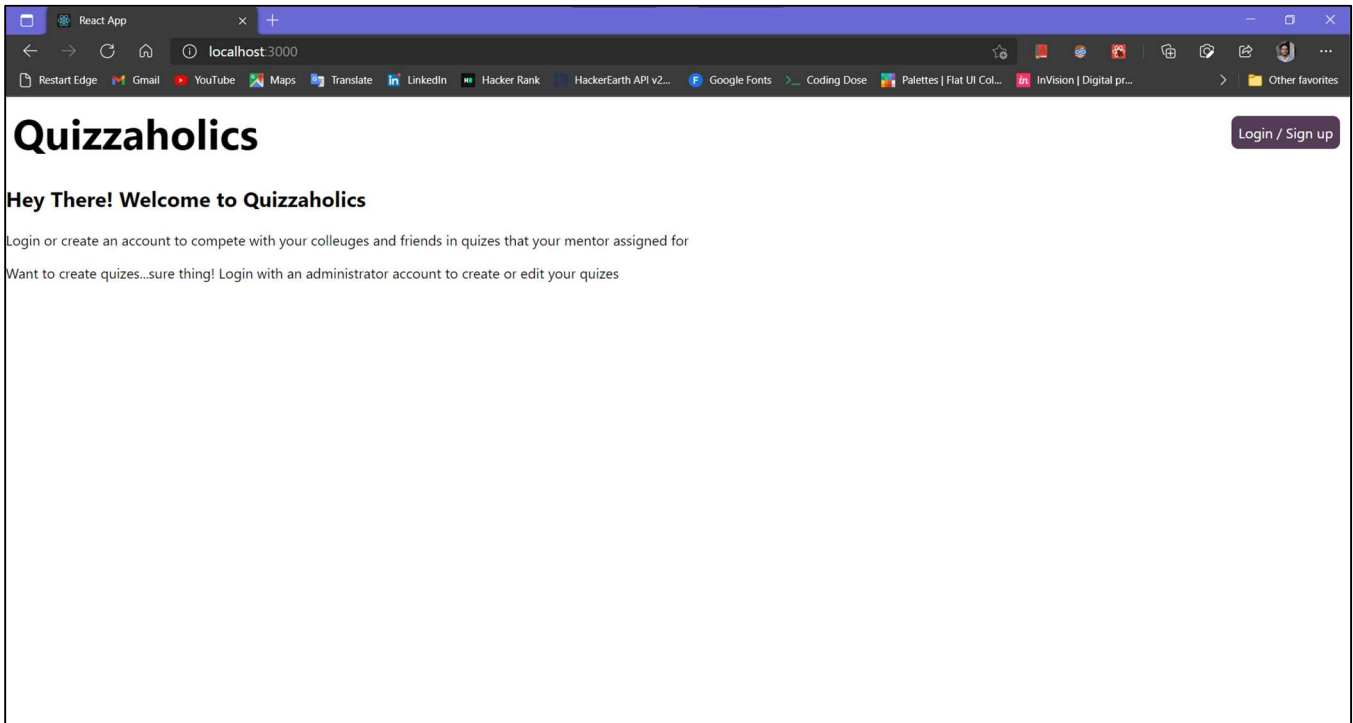 React App
localhost:3000
Restart Edge Gmail YouTube Maps Translate LinkedIn Hacker Rank HackerEarth API v2... Google Fonts Coding Dose Palettes | Flat UI Col... InVision | Digital pr... Other favorites
Quizzaholics
Login / Sign up
Hey There! Welcome to Quizzaholics
Login or create an account to compete with your colleuges and friends in quizes that your mentor assigned for
Want to create quizes...sure thing! Login with an administrator account to create or edit your quizes